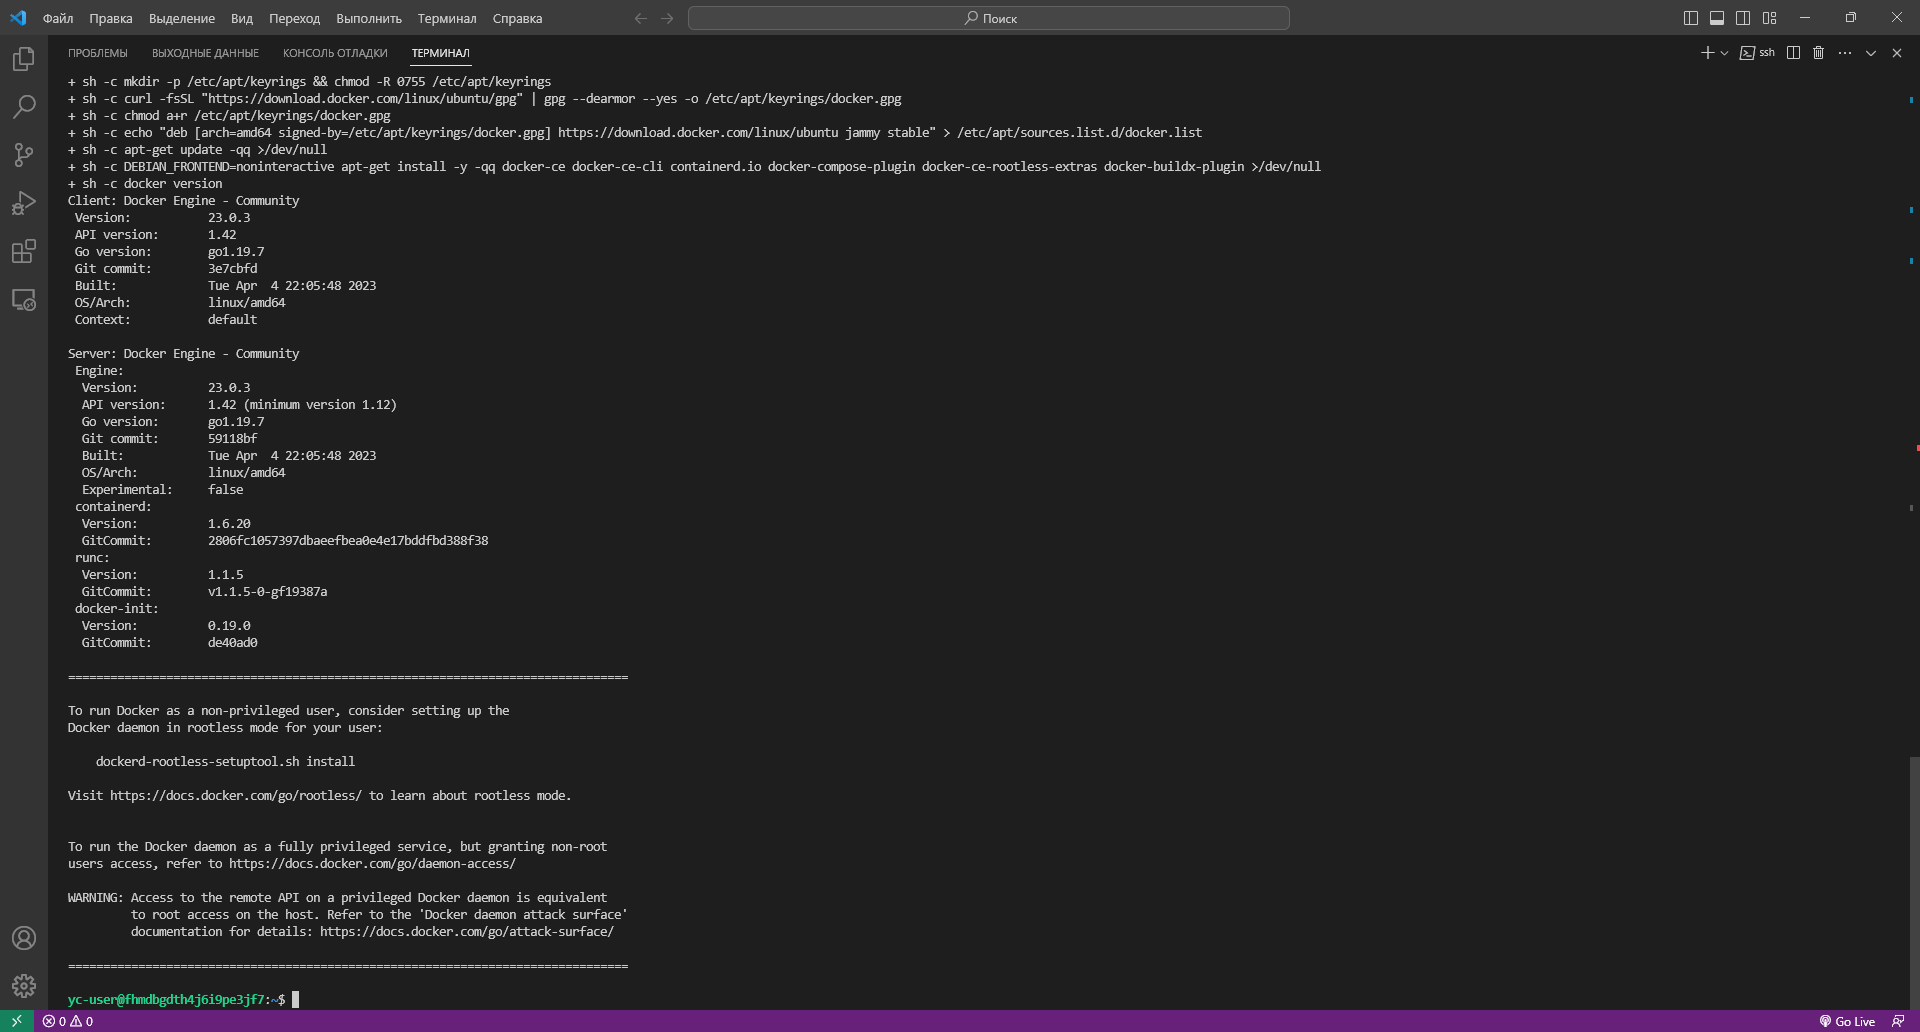 Файл Правка Выделение Вид Переход Выполнить Терминал Справка Поиск
ПРОБЛЕМЫ ВЫХОДНЫЕ ДАННЫЕ КОНСОЛЬ ОТЛАДКИ ТЕРМИНАЛ ssh
+ sh -c mkdir -p /etc/apt/keyrings && chmod -R 0755 /etc/apt/keyrings
+ sh -c curl -fsSL "https://download.docker.com/linux/ubuntu/gpg" | gpg --dearmor --yes -o /etc/apt/keyrings/docker.gpg
+ sh -c chmod a+r /etc/apt/keyrings/docker.gpg
+ sh -c echo "deb [arch=amd64 signed-by=/etc/apt/keyrings/docker.gpg] https://download.docker.com/linux/ubuntu jammy stable" > /etc/apt/sources.list.d/docker.list
+ sh -c apt-get update -qq >/dev/null
+ sh -c DEBIAN_FRONTEND=noninteractive apt-get install -y -qq docker-ce docker-ce-cli containerd.io docker-compose-plugin docker-ce-rootless-extras docker-buildx-plugin >/dev/null
+ sh -c docker version
Client: Docker Engine - Community
Version: 23.0.3
API version: 1.42
Go version: go1.19.7
Git commit: 3e7cbfd
Built: Tue Apr 4 22:05:48 2023
OS/Arch: linux/amd64
Context: default
Server: Docker Engine - Community
Engine:
Version: 23.0.3
API version: 1.42 (minimum version 1.12)
Go version: go1.19.7
Git commit: 59118bf
Built: Tue Apr 4 22:05:48 2023
OS/Arch: linux/amd64
Experimental: false
containerd:
Version: 1.6.20
GitCommit: 2806fc1057397dbaeefbea0e4e17bddfbd388f38
runc:
Version: 1.1.5
GitCommit: v1.1.5-0-gf19387a
docker-init:
Version: 0.19.0
GitCommit: de40ad0
================================================================================
To run Docker as a non-privileged user, consider setting up the
Docker daemon in rootless mode for your user:
dockerd-rootless-setuptool.sh install
Visit https://docs.docker.com/go/rootless/ to learn about rootless mode.
To run the Docker daemon as a fully privileged service, but granting non-root
users access, refer to https://docs.docker.com/go/daemon-access/
WARNING: Access to the remote API on a privileged Docker daemon is equivalent
to root access on the host. Refer to the 'Docker daemon attack surface'
documentation for details: https://docs.docker.com/go/attack-surface/
================================================================================
yc-user@fhmdbgdth4j6i9pe3jf7:~$
0 0 Go Live